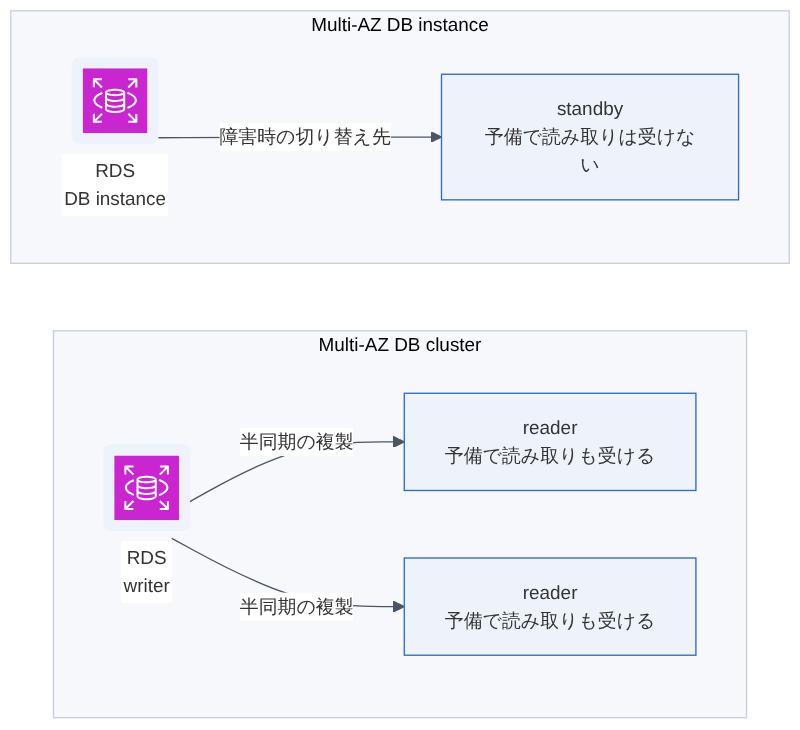 Multi-AZ DB instance
RDS
DB instance
障害時の切り替え先
standby
予備で読み取りは受けな
い
Multi-AZ DB cluster
RDS
writer
半同期の複製
半同期の複製
reader
予備で読み取りも受ける
reader
予備で読み取りも受ける